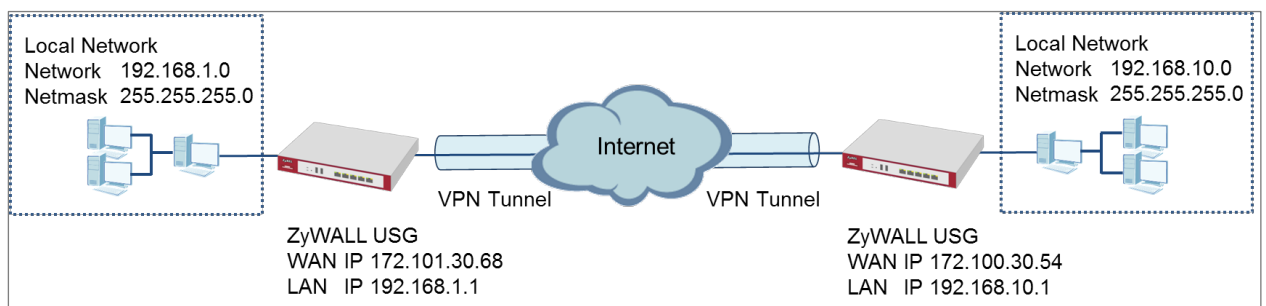 Local Network
Network 192.168.1.0
Netmask 255.255.255.0
Local Network
Network 192.168.10.0
Netmask 255.255.255.0
Internet
VPN Tunnel
VPN Tunnel
ZyWALL USG
WAN IP 172.101.30.68
LAN IP 192.168.1.1
ZyWALL USG
WAN IP 172.100.30.54
LAN IP 192.168.10.1